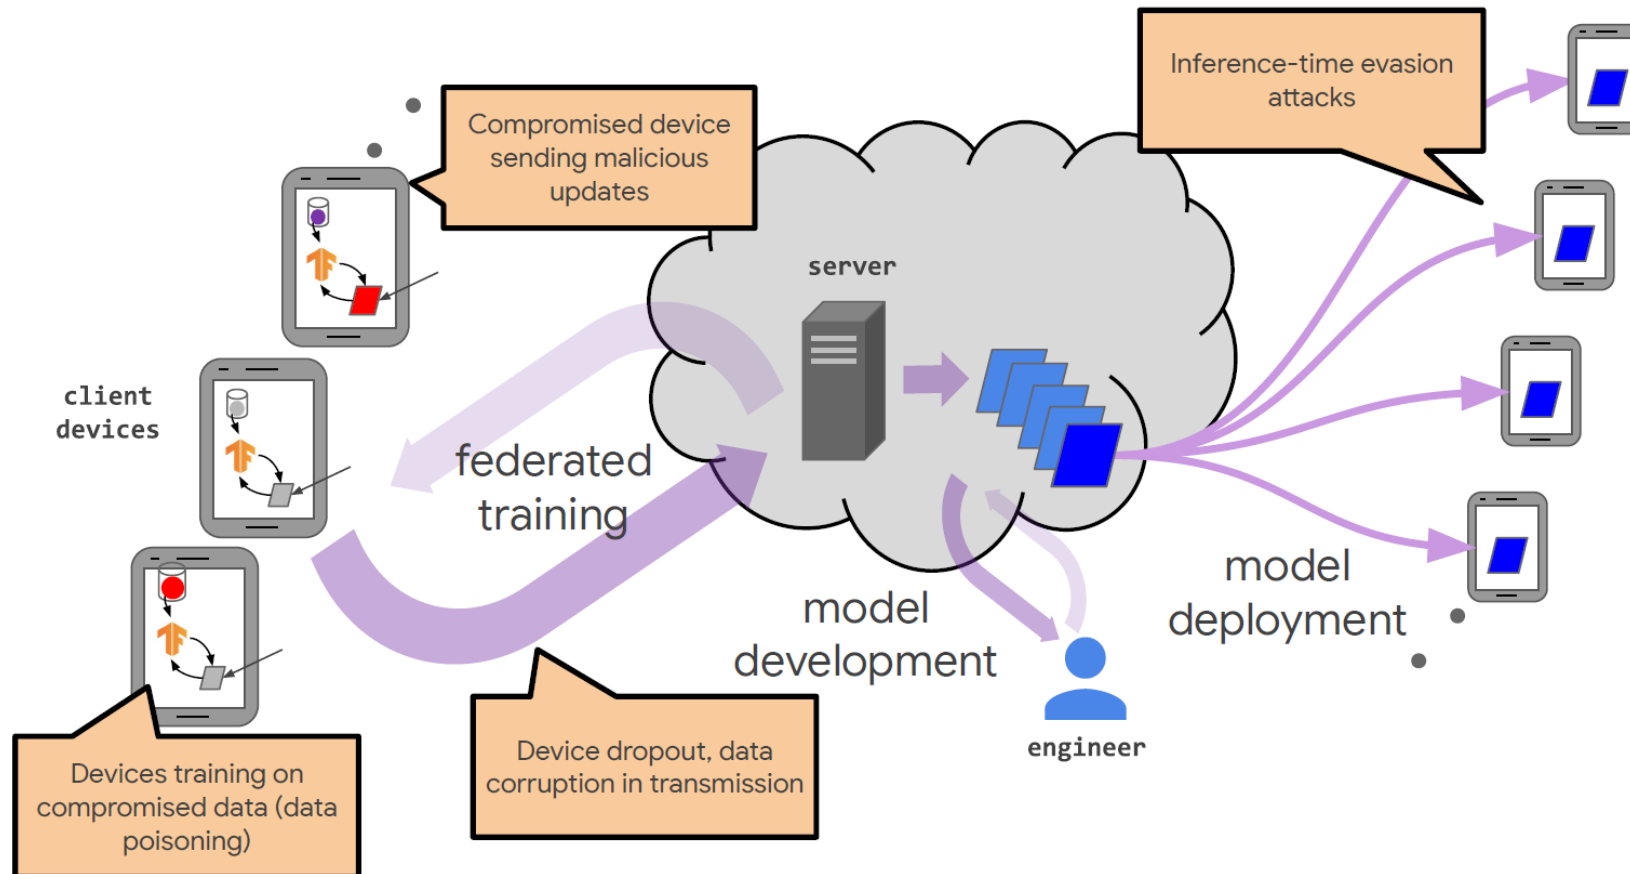 Compromised device
sending malicious
updates
Inference-time evasion
attacks
server
client
devices
federated
training
model
development
model
deployment
engineer
Devices training on
compromised data (data
poisoning)
Device dropout, data
corruption in transmission